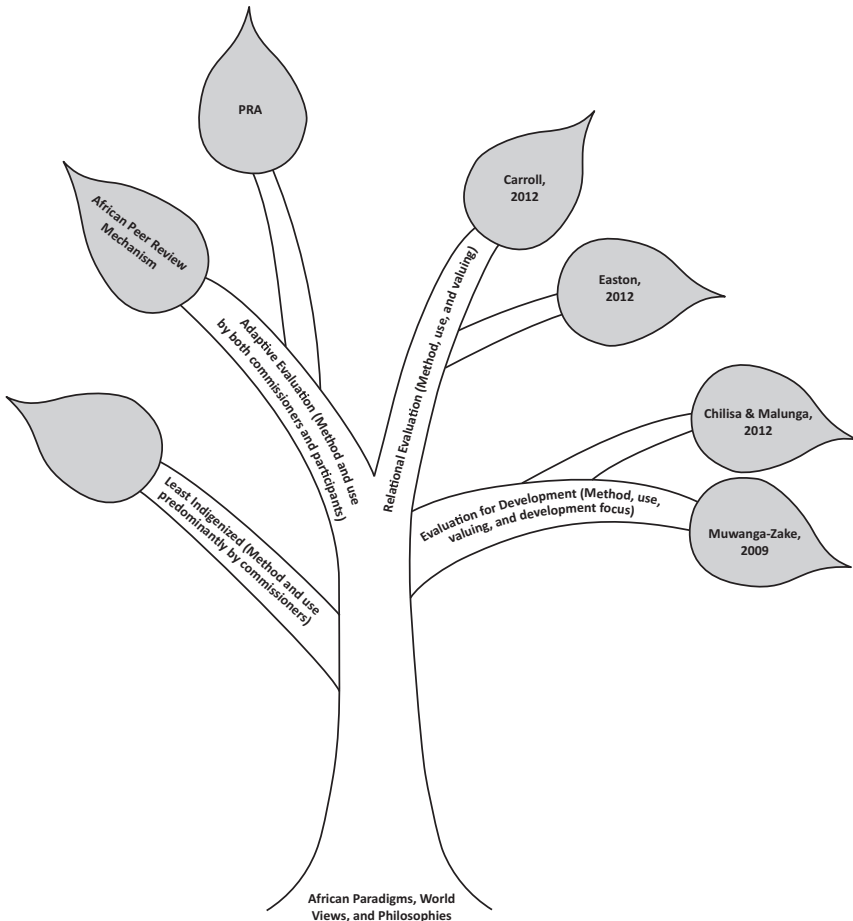 PRA
African Peer Review
Mechanism
Carroll,
2012
Easton,
2012
Chilisa & Malunga,
2012
Muwanga-Zake,
2009
Adaptive Evaluation (Method and use
by both commissioners and participants)
Relational Evaluation (Method, use, and valuing)
Least Indigenized (Method and use
predominantly by commissioners)
Evaluation for Development (Method, use,
valuing, and development focus)
African Paradigms, World
Views, and Philosophies